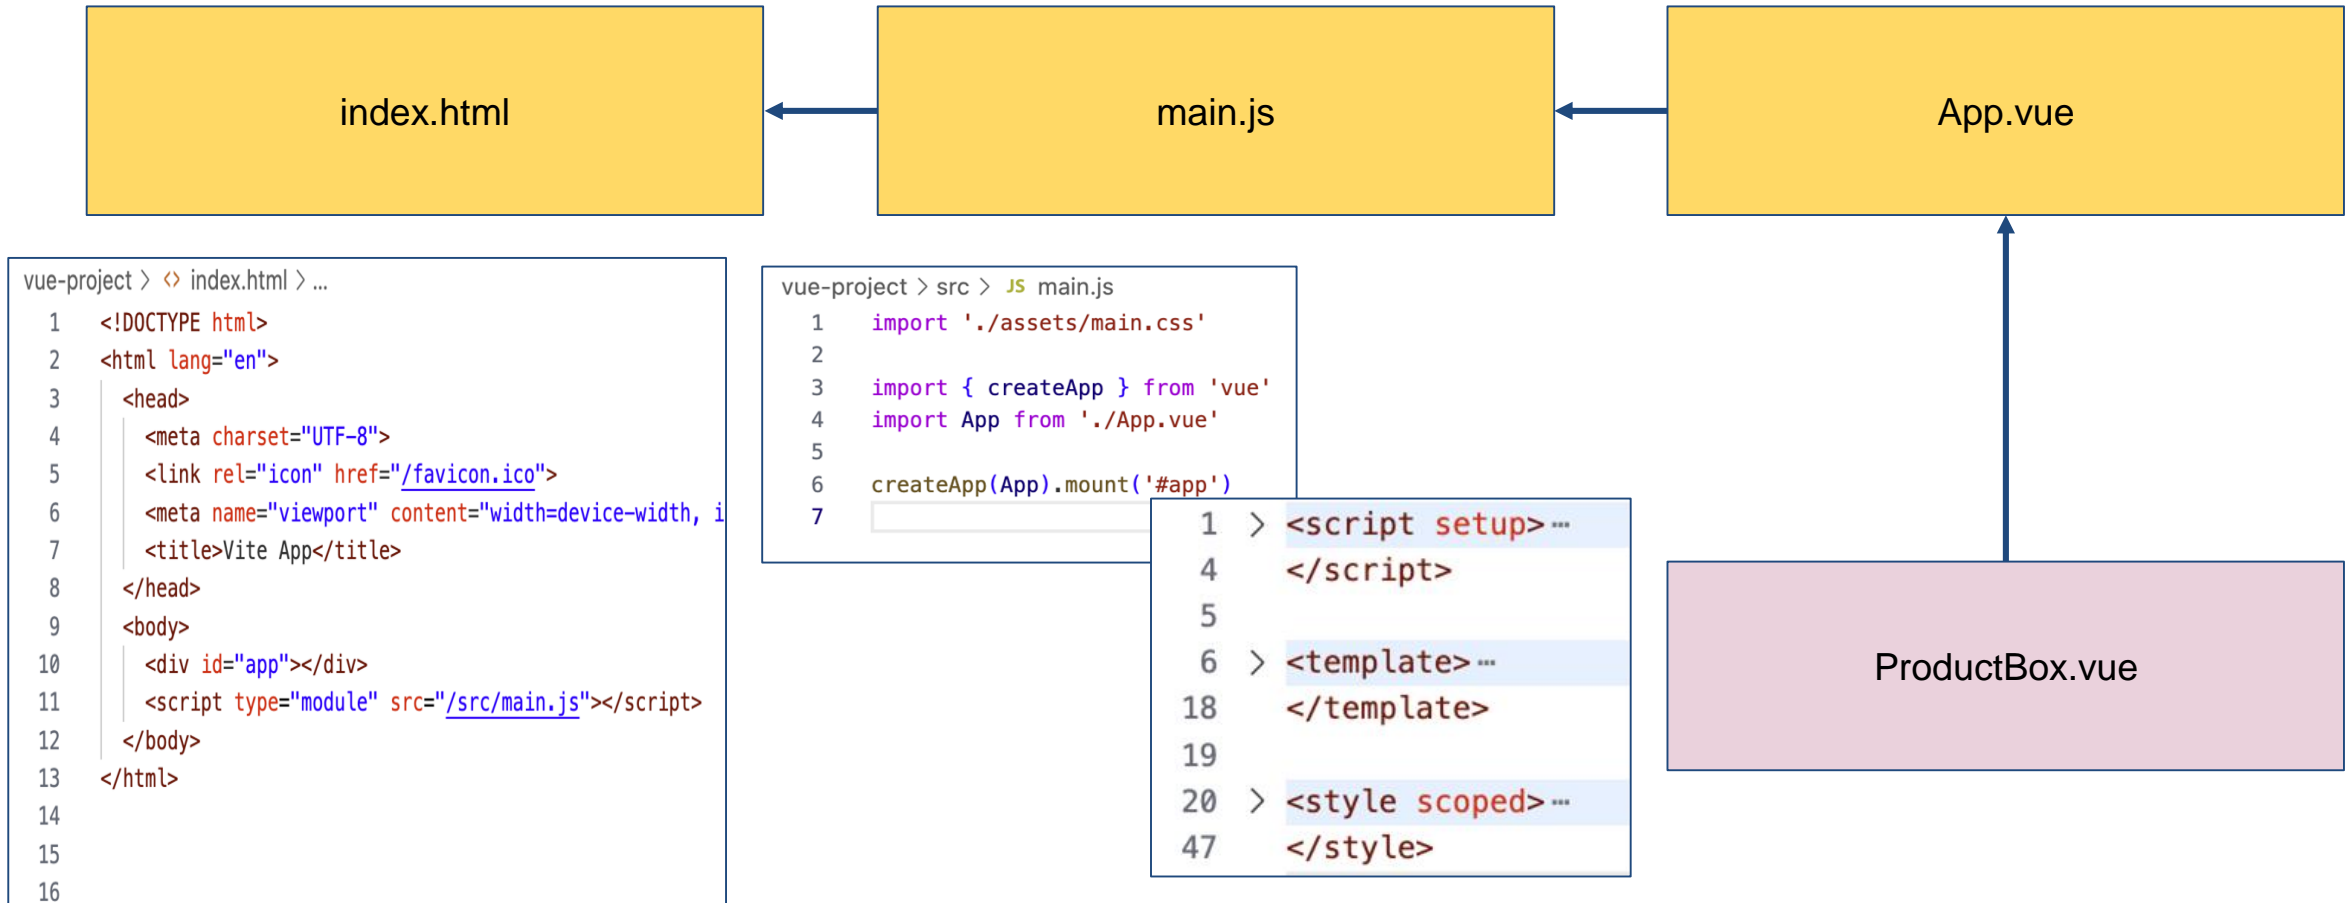 index.html
main.js
App.vue
vue-project > <> index.html > ...
1 <!DOCTYPE html>
2 <html lang="en">
3 <head>
4 <meta charset="UTF-8">
5 <link rel="icon" href="/favicon.ico">
6 <meta name="viewport" content="width=device-width, i
7 <title>Vite App</title>
8 </head>
9 <body>
10 <div id="app"></div>
11 <script type="module" src="/src/main.js"></script>
12 </body>
13 </html>
14
15
16
vue-project > src > JS main.js
1 import './assets/main.css'
2
3 import { createApp } from 'vue'
4 import App from './App.vue'
5
6 createApp(App).mount('#app')
7
1 > <script setup>…
4 </script>
5
6 > <template>…
18 </template>
19
20 > <style scoped>…
47 </style>
ProductBox.vue